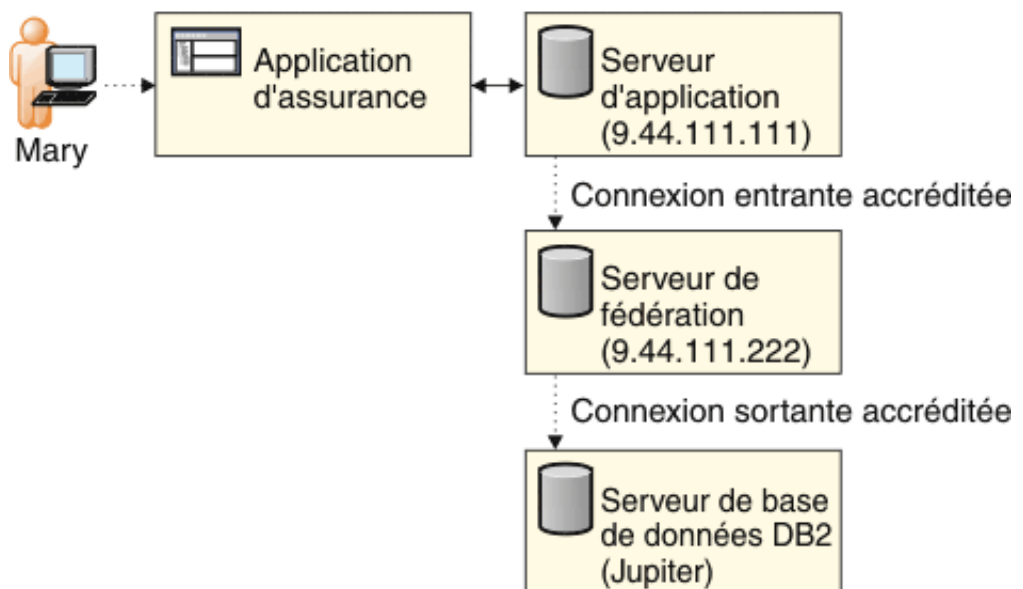 Mary
Application
d'assurance
Serveur
d'application
(9.44.111.111)
Connexion entrante accréditée
Serveur de
fédération
(9.44.111.222)
Connexion sortante accréditée
Serveur de base
de données DB2
(Jupiter)